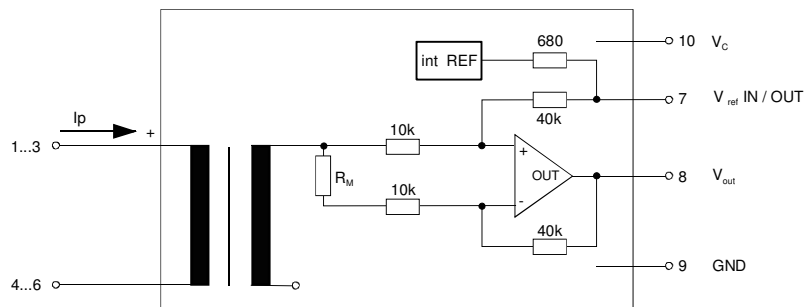 680
10 V_C
int REF
Ip
+
7 V_ref IN / OUT
10k
40k
1...3
+
R_M
OUT
8 V_out
10k
-
40k
9 GND
4...6